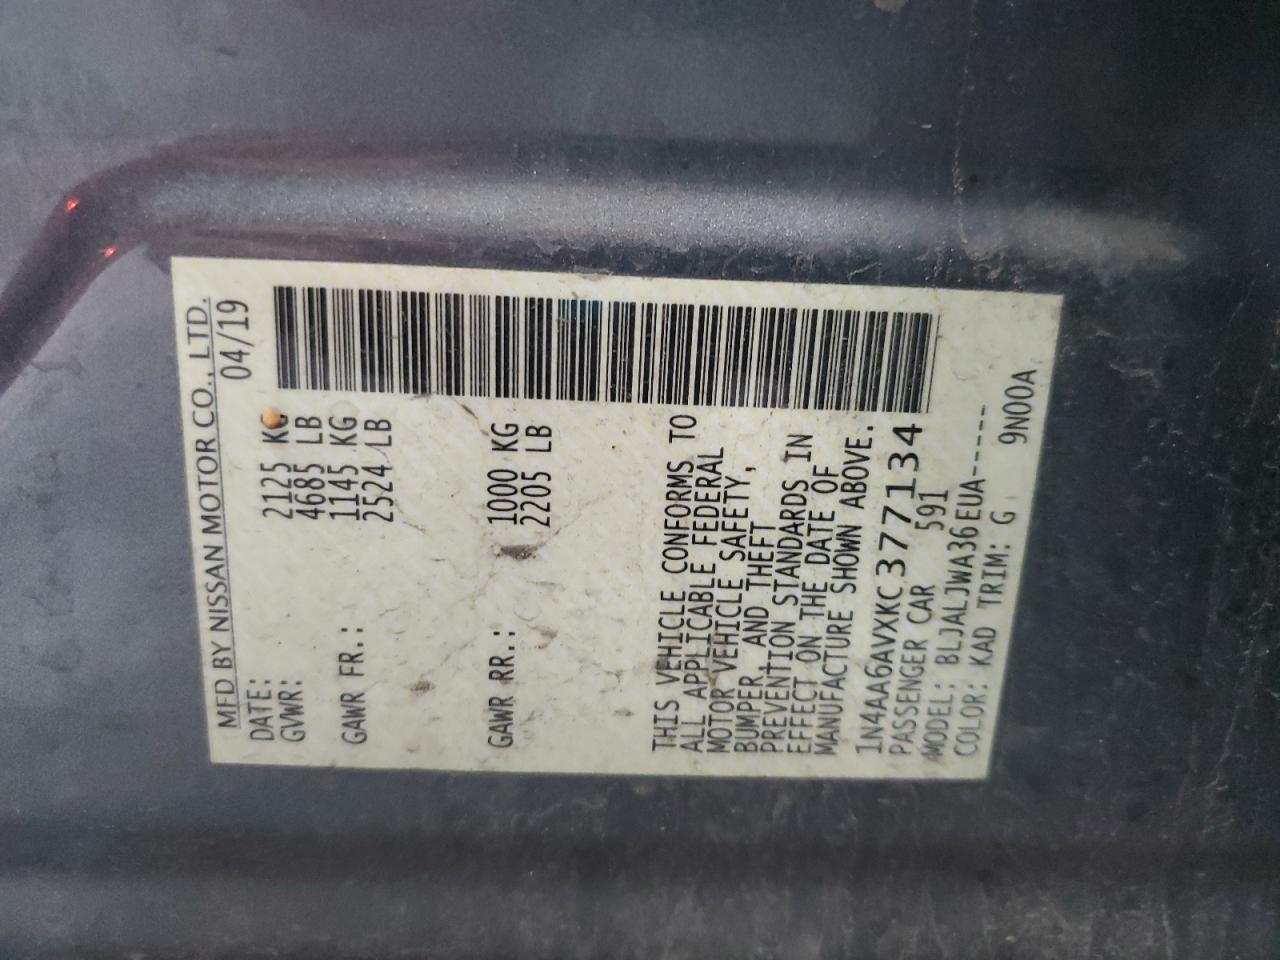 MFD BY NISSAN MOTOR CO., LTD.
DATE: 04/19
GVWR: 2125 KG
4685 LB
GAWR FR.: 1145 KG
2524 LB
GAWR RR.: 1000 KG
2205 LB
THIS VEHICLE CONFORMS TO
ALL APPLICABLE FEDERAL
MOTOR VEHICLE SAFETY,
BUMPER, AND THEFT
PREVENTION STANDARDS IN
EFFECT ON THE DATE OF
MANUFACTURE SHOWN ABOVE.
1N4AA6AVXKC377134
PASSENGER CAR 591
MODEL: BLJALJWA36EUA-----
COLOR: KAD TRIM: G 9N00A